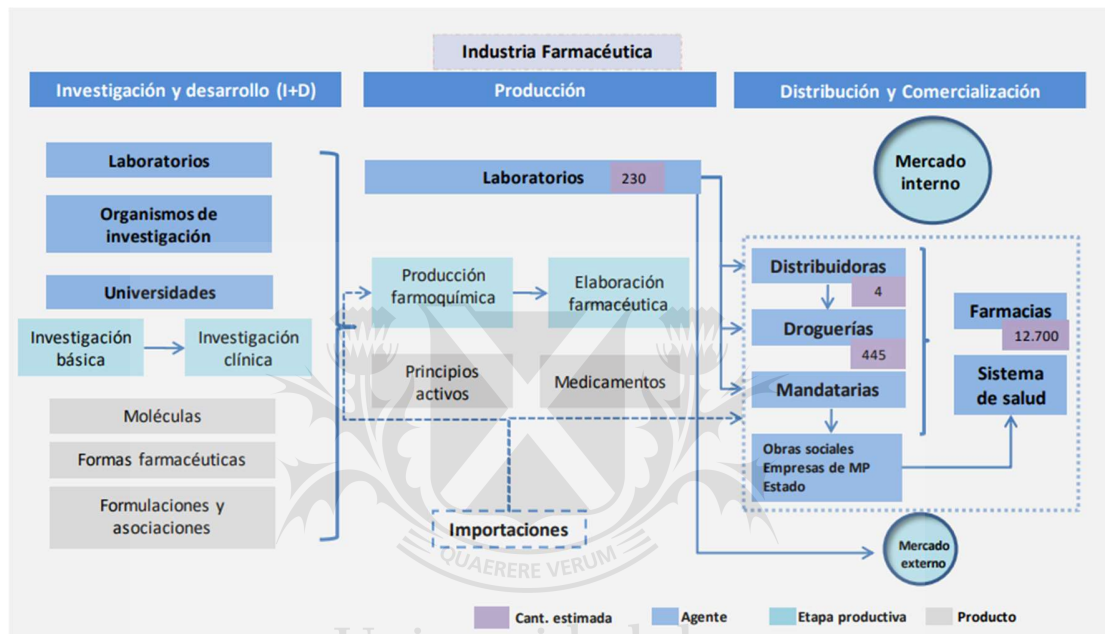 Industria Farmacéutica
Investigación y desarrollo (I+D)
Producción
Distribución y Comercialización
Laboratorios
Organismos de
investigación
Universidades
Investigación
básica
Investigación
clínica
Moléculas
Formas farmacéuticas
Formulaciones y
asociaciones
Laboratorios
230
Producción
farmoquímica
Elaboración
farmacéutica
Principios
activos
Medicamentos
Importaciones
QUAERERE VERUM
Mercado
interno
Distribuidoras
4
Droguerías
445
Mandatarias
Obras sociales
Empresas de MP
Estado
Farmacias
12.700
Sistema
de salud
Mercado
externo
Cant. estimada
Agente
Etapa productiva
Producto